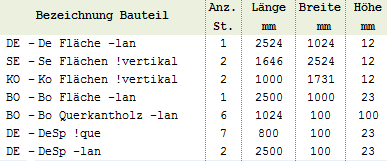 Bezeichnung Bauteil Anz. St. Länge mm Breite mm Höhe mm
DE - De Fläche -lan 1 2524 1024 12
SE - Se Flächen !vertikal 2 1646 2524 12
KO - Ko Flächen !vertikal 2 1000 1731 12
BO - Bo Fläche -lan 1 2500 1000 23
BO - Bo Querkantholz -lan 6 1024 100 100
DE - DeSp !que 7 800 100 23
DE - DeSp -lan 2 2500 100 23